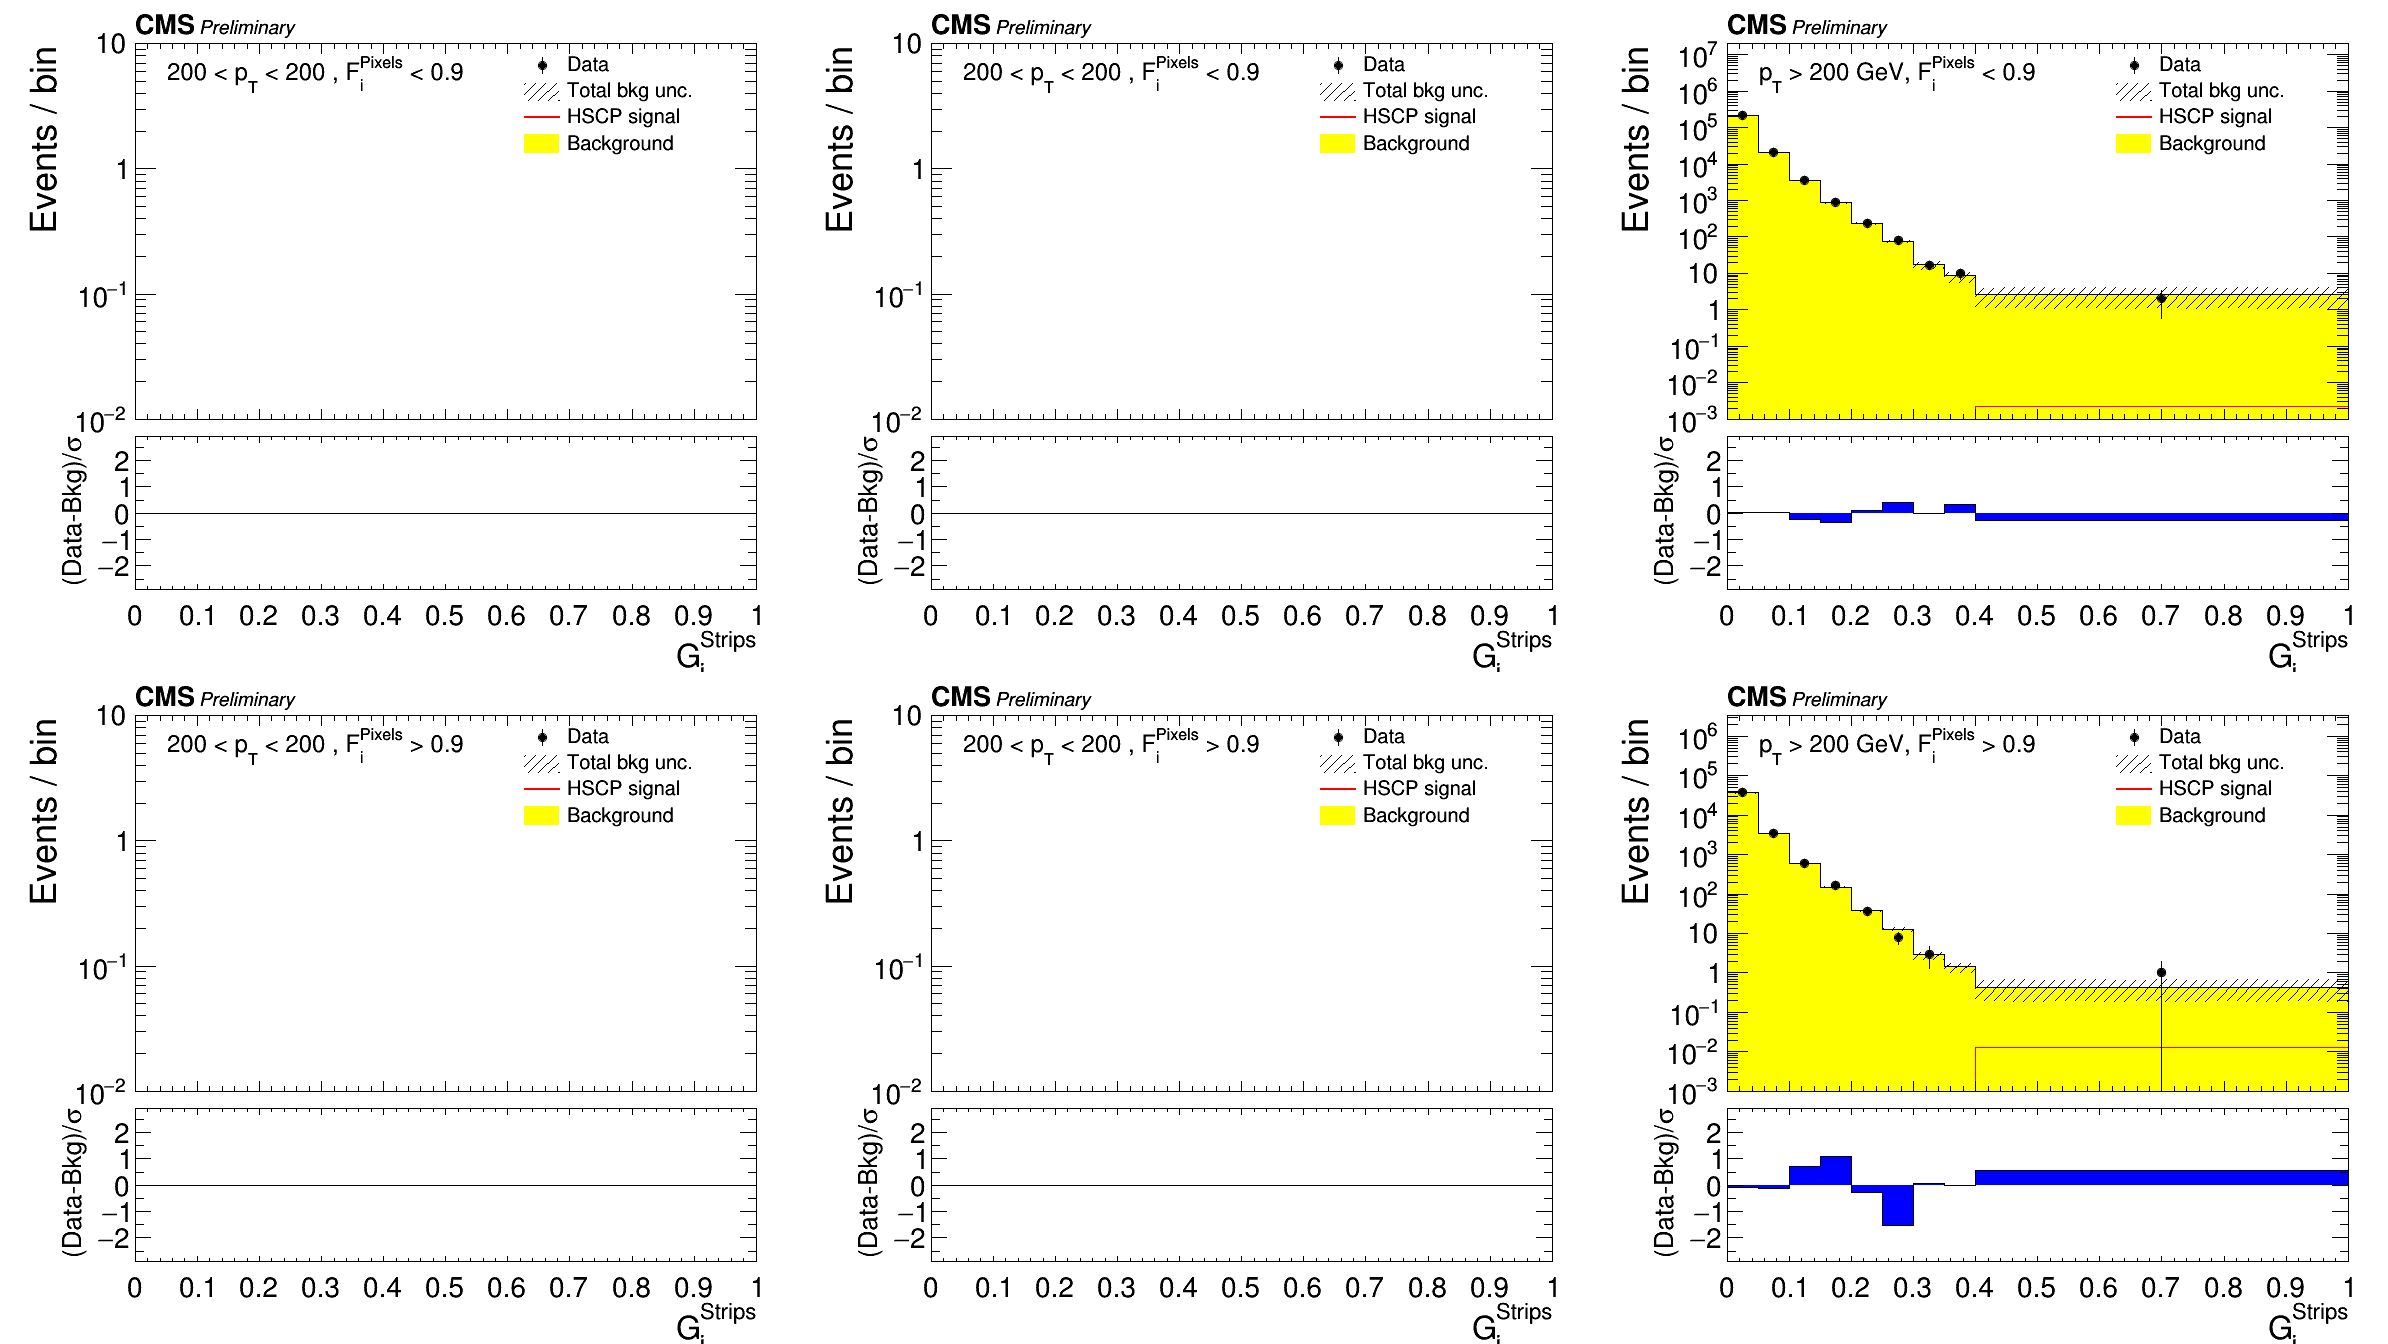 CMS Preliminary
Events / bin
200 < p_T < 200 , F_i^Pixels < 0.9
Data
Total bkg unc.
HSCP signal
Background
10
1
10^−1
10^−2
(Data-Bkg)/σ
2
1
0
−1
−2
0 0.1 0.2 0.3 0.4 0.5 0.6 0.7 0.8 0.9 1
G_i^Strips
CMS Preliminary
Events / bin
200 < p_T < 200 , F_i^Pixels < 0.9
Data
Total bkg unc.
HSCP signal
Background
10
1
10^−1
10^−2
(Data-Bkg)/σ
2
1
0
−1
−2
0 0.1 0.2 0.3 0.4 0.5 0.6 0.7 0.8 0.9 1
G_i^Strips
CMS Preliminary
Events / bin
p_T > 200 GeV, F_i^Pixels < 0.9
Data
Total bkg unc.
HSCP signal
Background
10^7
10^6
10^5
10^4
10^3
10^2
10
1
10^−1
10^−2
10^−3
(Data-Bkg)/σ
2
1
0
−1
−2
0 0.1 0.2 0.3 0.4 0.5 0.6 0.7 0.8 0.9 1
G_i^Strips
CMS Preliminary
Events / bin
200 < p_T < 200 , F_i^Pixels > 0.9
Data
Total bkg unc.
HSCP signal
Background
10
1
10^−1
10^−2
(Data-Bkg)/σ
2
1
0
−1
−2
0 0.1 0.2 0.3 0.4 0.5 0.6 0.7 0.8 0.9 1
G_i^Strips
CMS Preliminary
Events / bin
200 < p_T < 200 , F_i^Pixels > 0.9
Data
Total bkg unc.
HSCP signal
Background
10
1
10^−1
10^−2
(Data-Bkg)/σ
2
1
0
−1
−2
0 0.1 0.2 0.3 0.4 0.5 0.6 0.7 0.8 0.9 1
G_i^Strips
CMS Preliminary
Events / bin
p_T > 200 GeV, F_i^Pixels > 0.9
Data
Total bkg unc.
HSCP signal
Background
10^6
10^5
10^4
10^3
10^2
10
1
10^−1
10^−2
10^−3
(Data-Bkg)/σ
2
1
0
−1
−2
0 0.1 0.2 0.3 0.4 0.5 0.6 0.7 0.8 0.9 1
G_i^Strips